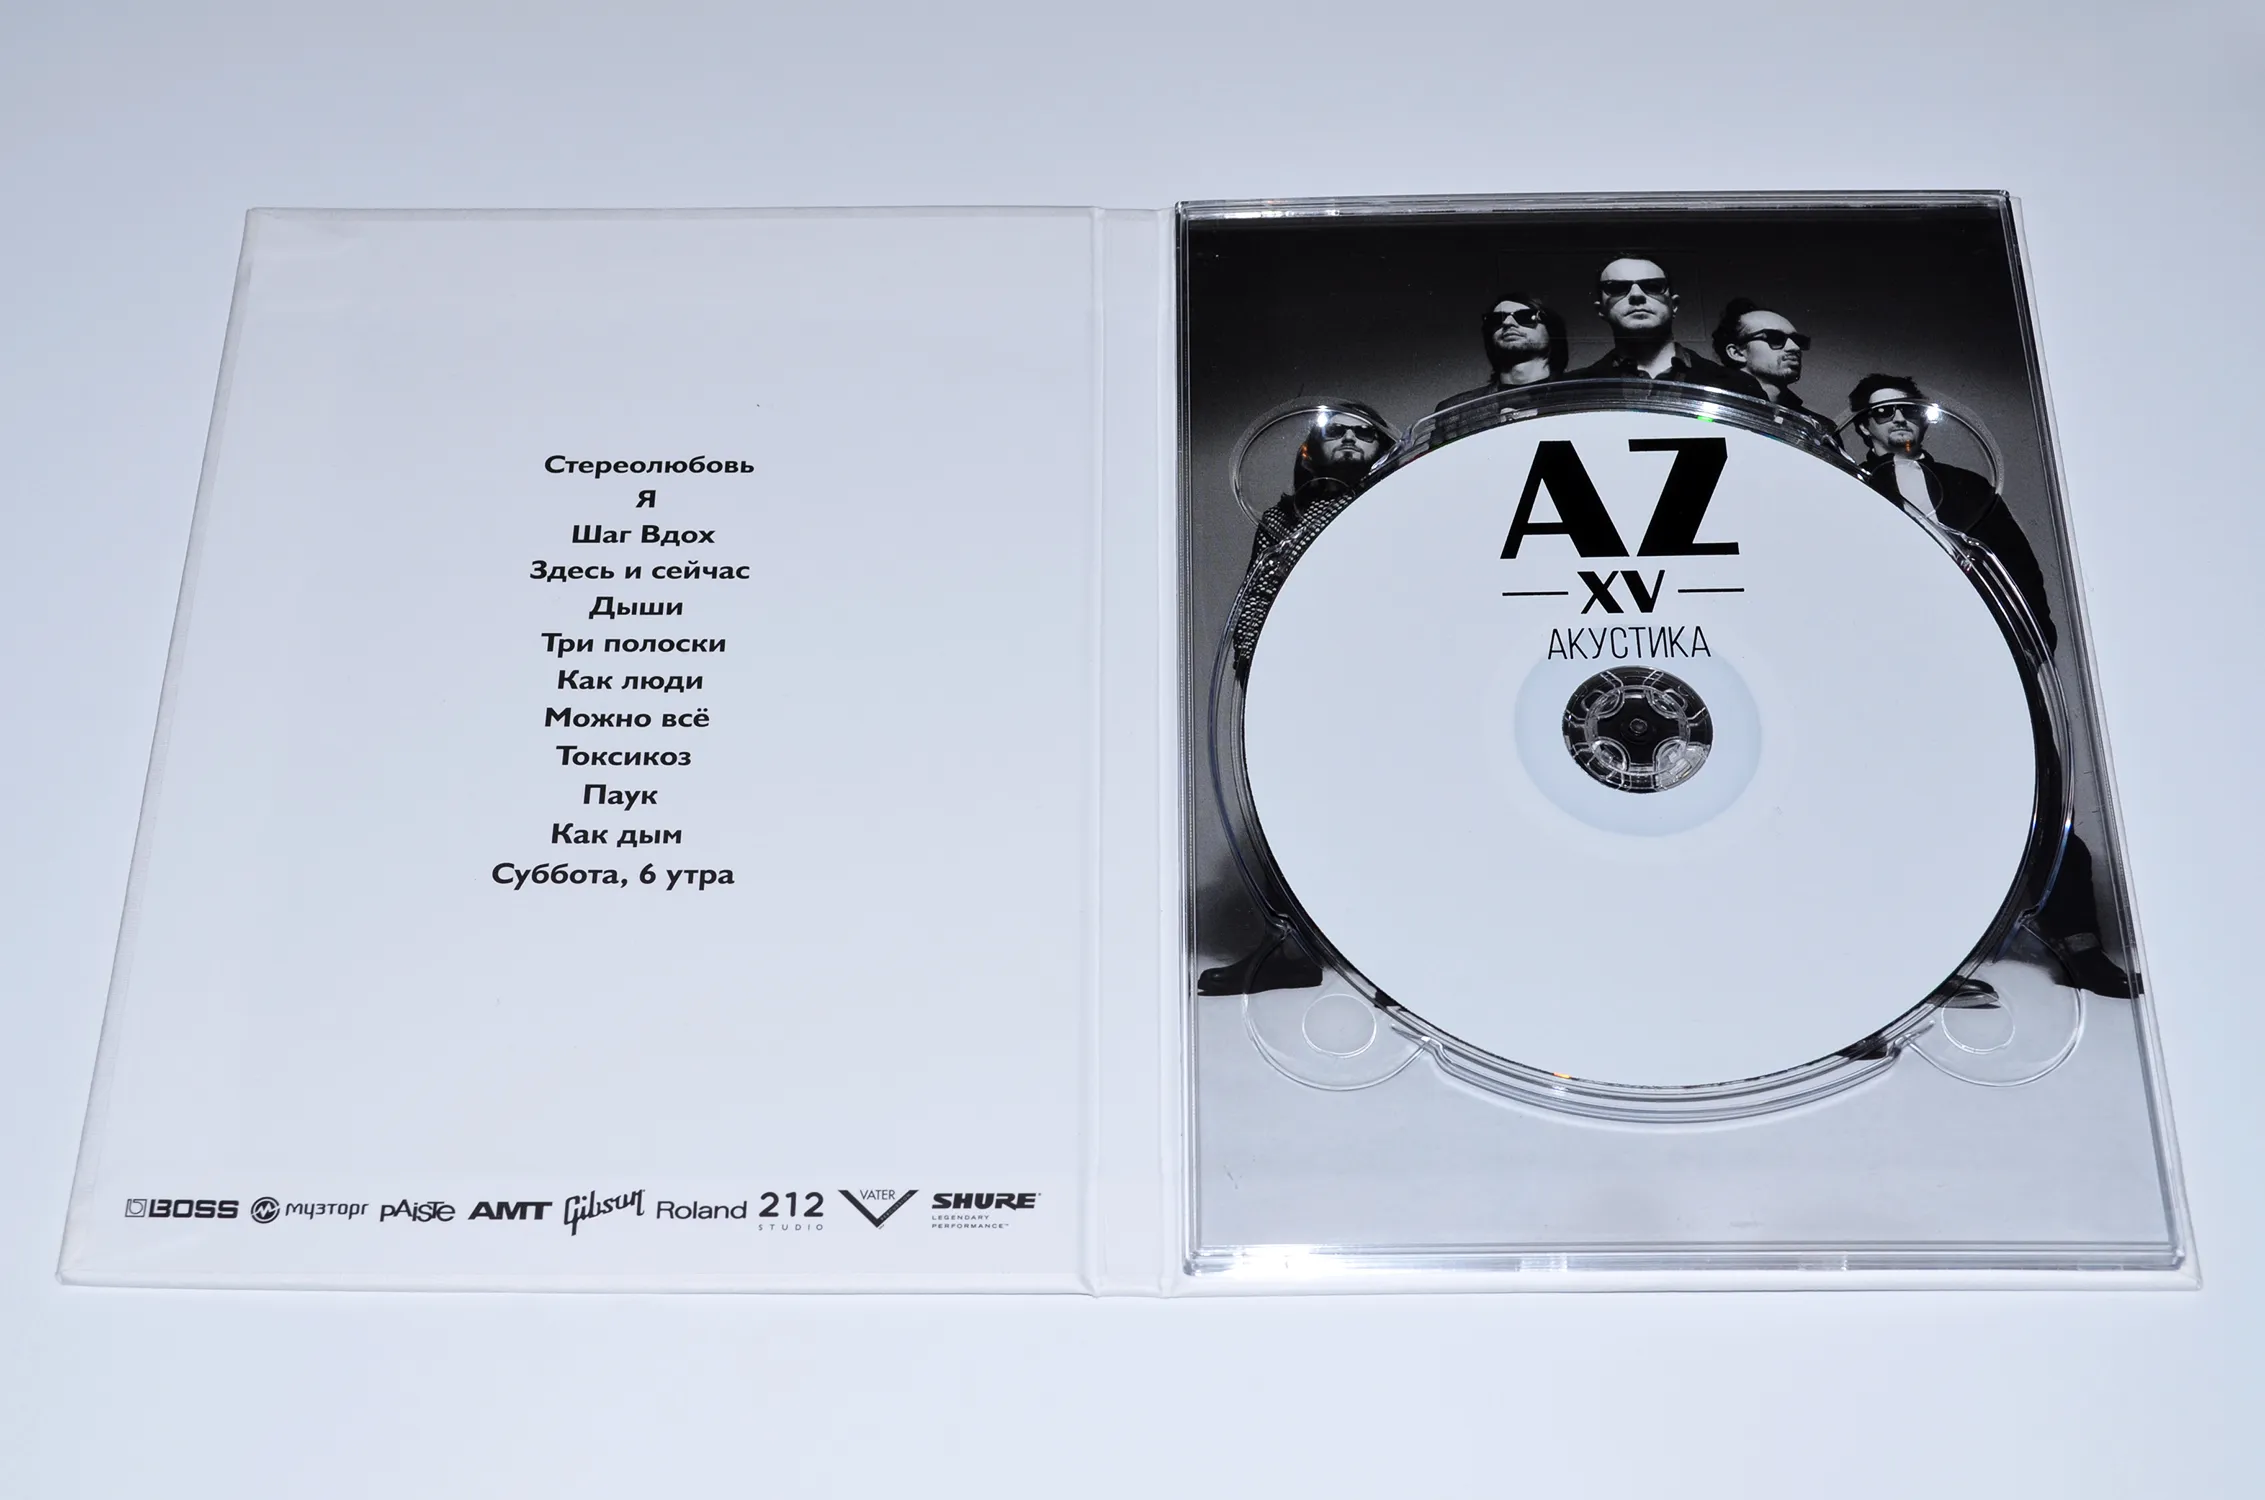 Стереолюбовь
Я
Шаг Вдох
Здесь и сейчас
Дыши
Три полоски
Как люди
Можно всё
Токсикоз
Паук
Как дым
Суббота, 6 утра
BOSS музторг PAiSTe AMT Gibson Roland 212 STUDIO VATER SHURE
LEGENDARY
PERFORMANCE™
AZ
XV
АКУСТИКА